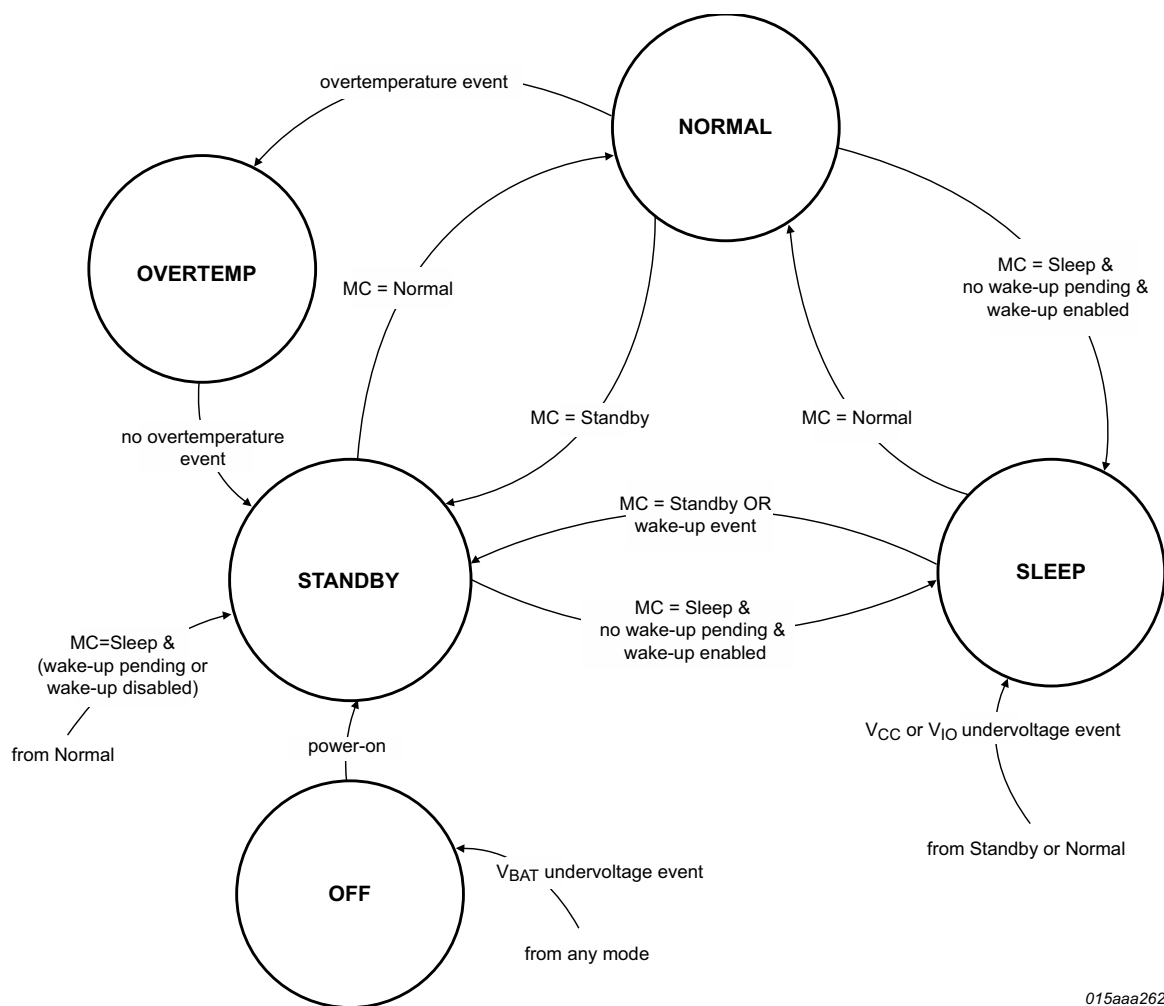 overtemperature event
NORMAL
OVERTEMP
MC = Normal
MC = Sleep &
no wake-up pending &
wake-up enabled
MC = Standby
MC = Normal
no overtemperature
event
MC = Standby OR
wake-up event
STANDBY
SLEEP
MC = Sleep &
no wake-up pending &
wake-up enabled
MC=Sleep &
(wake-up pending or
wake-up disabled)
from Normal
power-on
VCC or VIO undervoltage event
from Standby or Normal
OFF
VBAT undervoltage event
from any mode
015aaa262